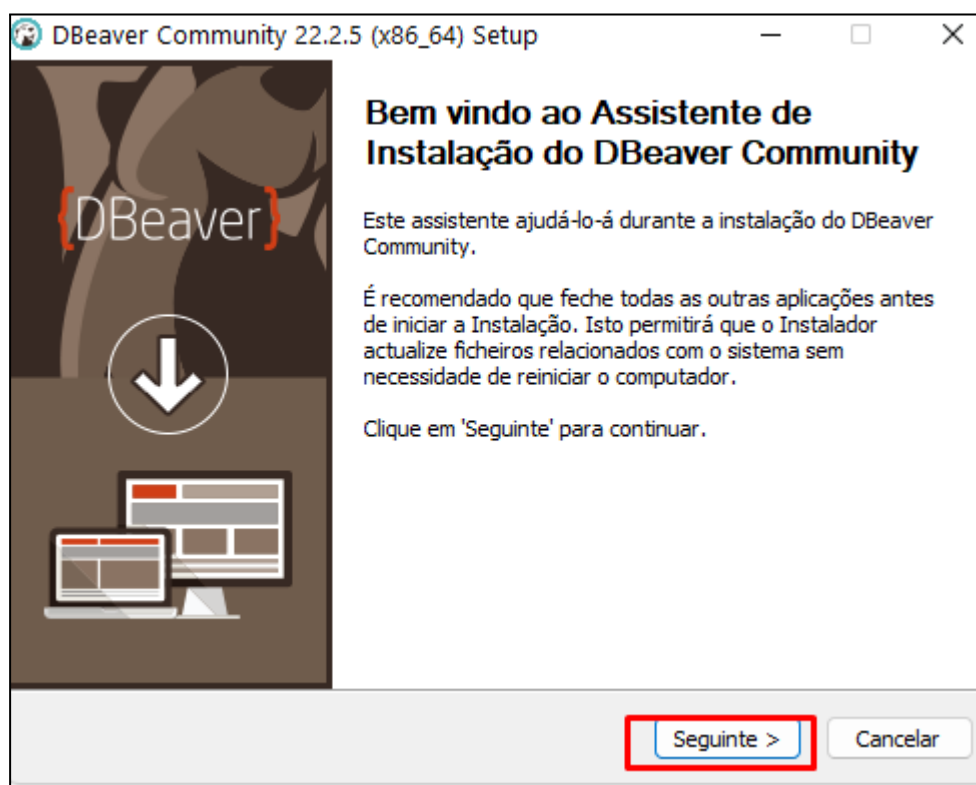 DBeaver Community 22.2.5 (x86_64) Setup
{DBeaver}
Bem vindo ao Assistente de
Instalação do DBeaver Community
Este assistente ajudá-lo-á durante a instalação do DBeaver
Community.
É recomendado que feche todas as outras aplicações antes
de iniciar a Instalação. Isto permitirá que o Instalador
actualize ficheiros relacionados com o sistema sem
necessidade de reiniciar o computador.
Clique em 'Seguinte' para continuar.
Seguinte >
Cancelar